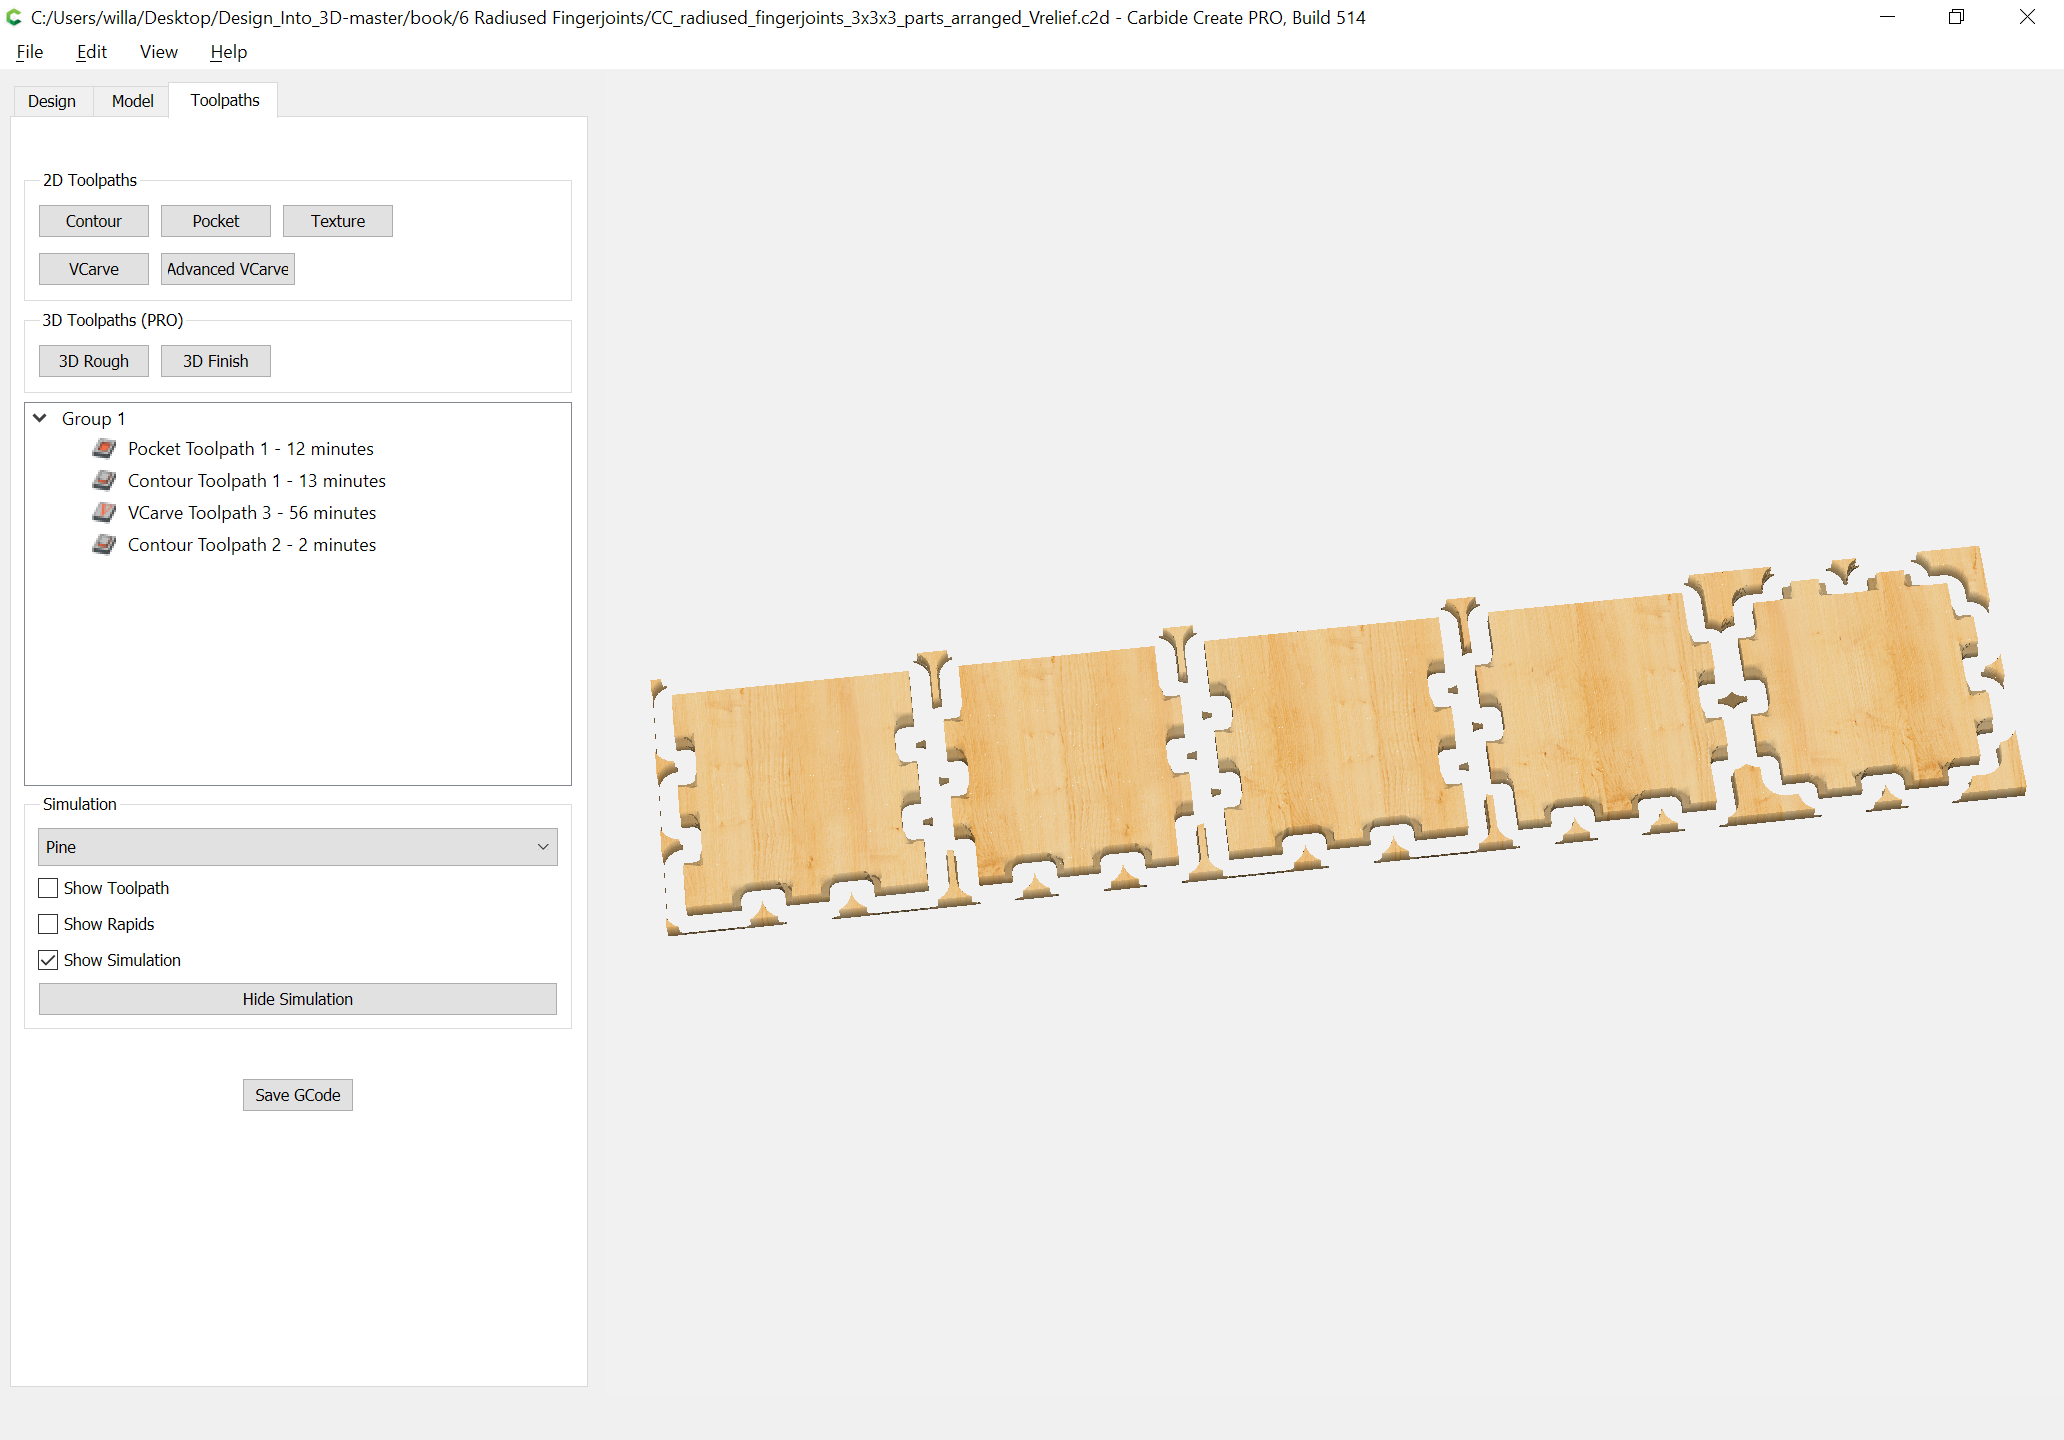 C:/Users/willa/Desktop/Design_Into_3D-master/book/6 Radiused Fingerjoints/CC_radiused_fingerjoints_3x3x3_parts_arranged_Vrelief.c2d - Carbide Create PRO, Build 514
File Edit View Help
Design Model Toolpaths
2D Toolpaths
Contour Pocket Texture
VCarve Advanced VCarve
3D Toolpaths (PRO)
3D Rough 3D Finish
Group 1
Pocket Toolpath 1 - 12 minutes
Contour Toolpath 1 - 13 minutes
VCarve Toolpath 3 - 56 minutes
Contour Toolpath 2 - 2 minutes
Simulation
Pine
Show Toolpath
Show Rapids
Show Simulation
Hide Simulation
Save GCode